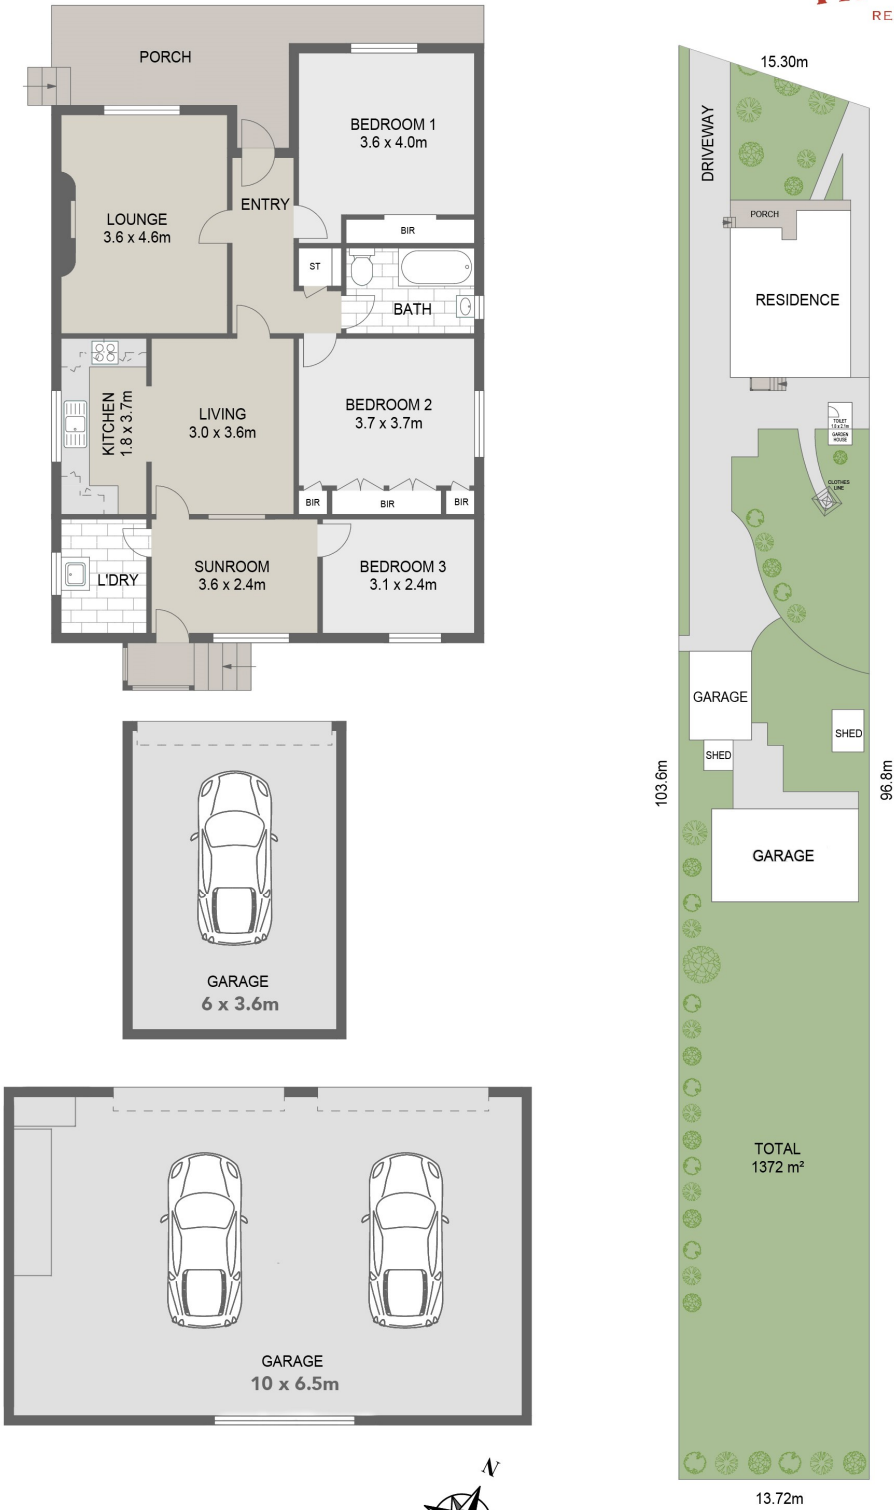 RE
PORCH
BEDROOM 1
3.6 x 4.0m
ENTRY
LOUNGE
3.6 x 4.6m
BIR
ST
BATH
KITCHEN
1.8 x 3.7m
LIVING
3.0 x 3.6m
BEDROOM 2
3.7 x 3.7m
BIR
BIR
BIR
L'DRY
SUNROOM
3.6 x 2.4m
BEDROOM 3
3.1 x 2.4m
GARAGE
6 x 3.6m
GARAGE
10 x 6.5m
N
15.30m
DRIVEWAY
PORCH
RESIDENCE
TOILET
GARDEN
HOUSE
CLOTHES
LINE
GARAGE
SHED
SHED
103.6m
96.8m
GARAGE
TOTAL
1372 m²
13.72m